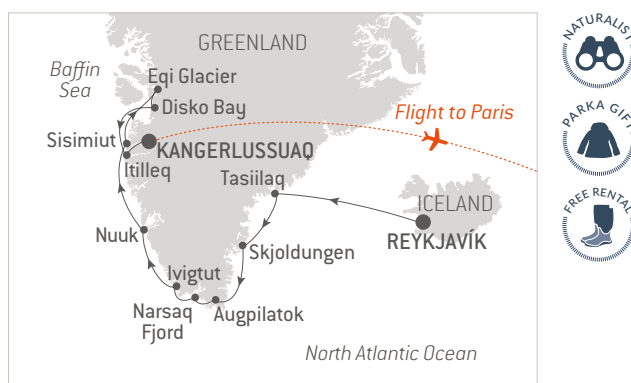 GREENLAND
Baffin
Sea
Eqi Glacier
Disko Bay
Flight to Paris
Sisimiut
KANGERLUSSUAQ
Itilleq
Tasiilaq
ICELAND
REYKJAVÍK
Nuuk
Skjoldungen
Ivigtut
Narsaq
Fjord
Augpilatok
North Atlantic Ocean
NATURALIST
PARKA GIFT
FREE RENTAL